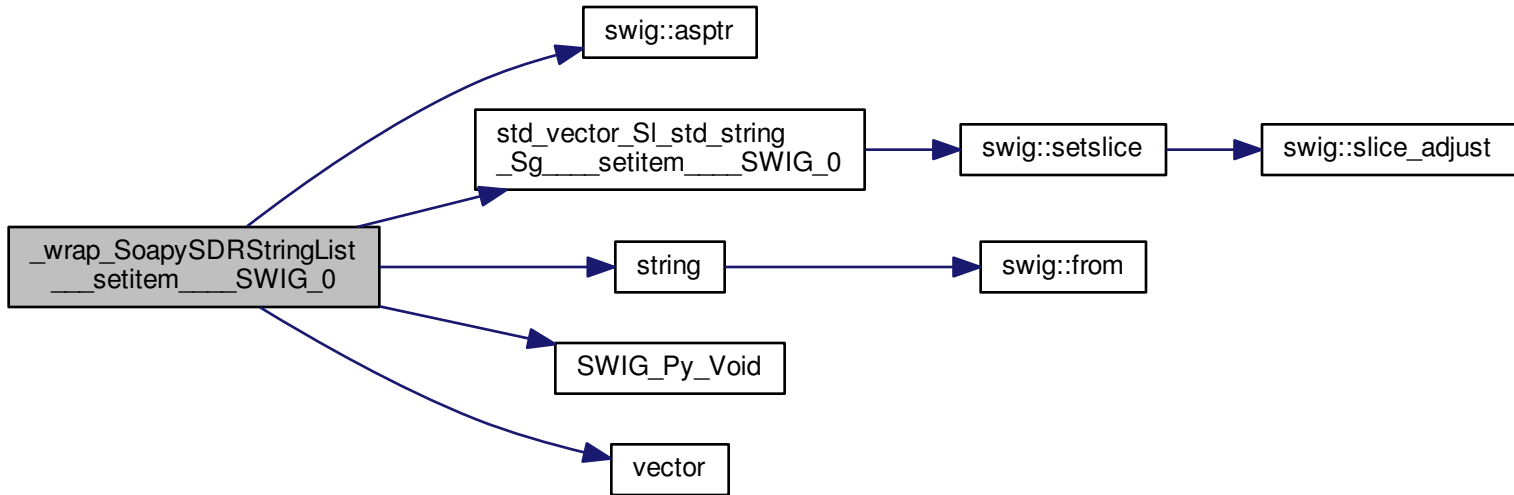 swig::asptr
std_vector_Sl_std_string
_Sg____setitem____SWIG_0
swig::setslice
swig::slice_adjust
_wrap_SoapySDRStringList
___setitem____SWIG_0
string
swig::from
SWIG_Py_Void
vector